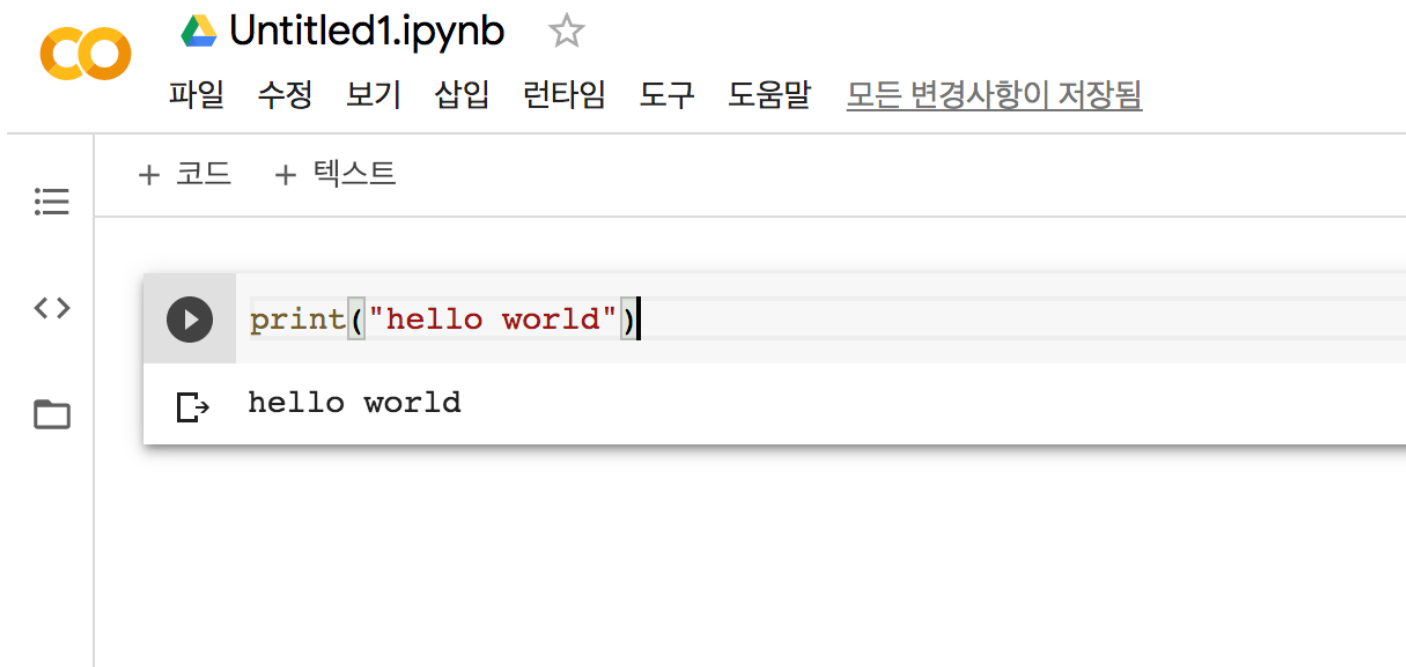 Untitled1.ipynb
파일 수정 보기 삽입 런타임 도구 도움말 모든 변경사항이 저장됨
+ 코드 + 텍스트
print("hello world")
hello world